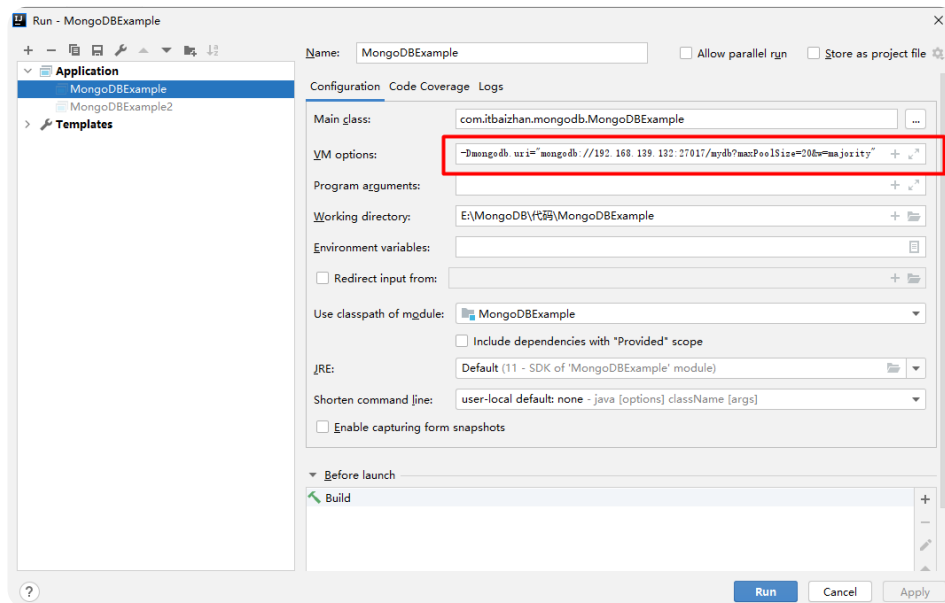 Run - MongoDBExample
Application
MongoDBExample
MongoDBExample2
Templates
Name: MongoDBExample Allow parallel run Store as project file
Configuration Code Coverage Logs
Main class: com.itbaizhan.mongodb.MongoDBExample ...
VM options: -Dmongodb.uri="mongodb://192.168.139.132:27017/mydb?maxPoolSize=20&w=majority"
Program arguments:
Working directory: E:\MongoDB\代码\MongoDBExample
Environment variables:
Redirect input from:
Use classpath of module: MongoDBExample
Include dependencies with "Provided" scope
JRE: Default (11 - SDK of 'MongoDBExample' module)
Shorten command line: user-local default: none - java [options] className [args]
Enable capturing form snapshots
Before launch
Build
? Run Cancel Apply